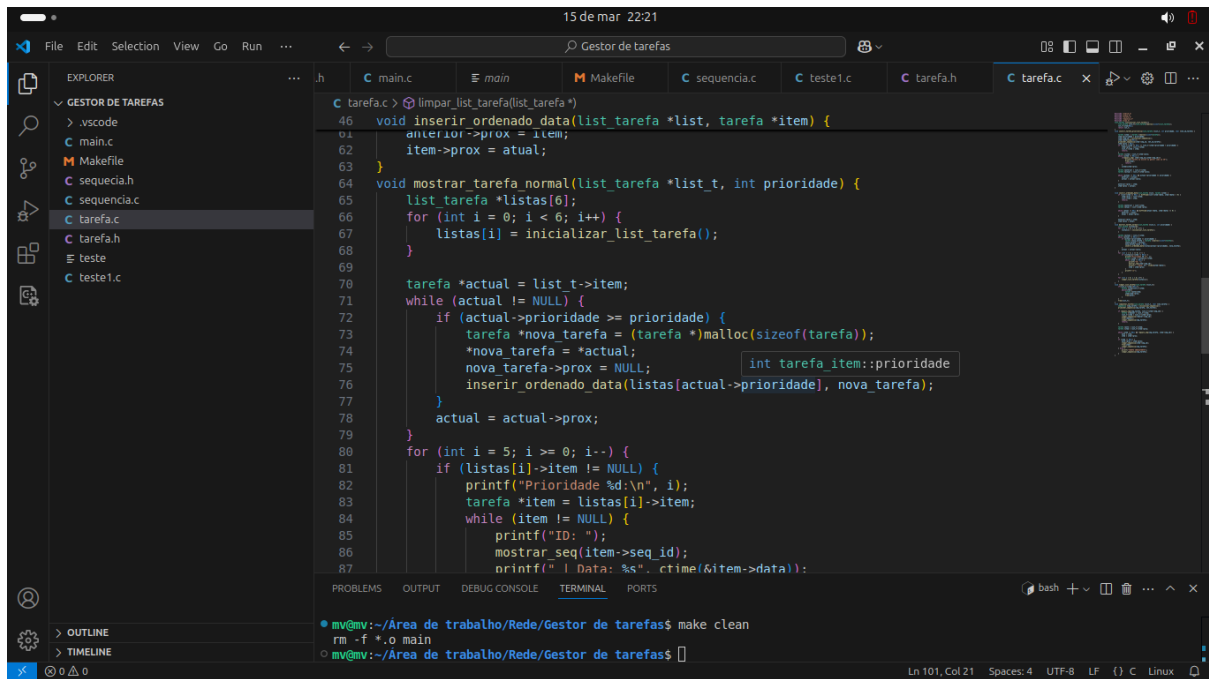 15 de mar 22:21
File Edit Selection View Go Run ··· Gestor de tarefas
EXPLORER ···
.h C main.c main M Makefile C sequencia.c C teste1.c C tarefa.h C tarefa.c
GESTOR DE TAREFAS
.vscode
C main.c
M Makefile
C sequecia.h
C sequencia.c
C tarefa.c
C tarefa.h
teste
C teste1.c
OUTLINE
TIMELINE
C tarefa.c > limpar_list_tarefa(list_tarefa *)
46 void inserir_ordenado_data(list_tarefa *list, tarefa *item) {
61 anterior->prox = item;
62 item->prox = atual;
63 }
64 void mostrar_tarefa_normal(list_tarefa *list_t, int prioridade) {
65 list_tarefa *listas[6];
66 for (int i = 0; i < 6; i++) {
67 listas[i] = inicializar_list_tarefa();
68 }
69
70 tarefa *actual = list_t->item;
71 while (actual != NULL) {
72 if (actual->prioridade >= prioridade) {
73 tarefa *nova_tarefa = (tarefa *)malloc(sizeof(tarefa));
74 *nova_tarefa = *actual;
75 nova_tarefa->prox = NULL;
int tarefa_item::prioridade
76 inserir_ordenado_data(listas[actual->prioridade], nova_tarefa);
77 }
78 actual = actual->prox;
79 }
80 for (int i = 5; i >= 0; i--) {
81 if (listas[i]->item != NULL) {
82 printf("Prioridade %d:\n", i);
83 tarefa *item = listas[i]->item;
84 while (item != NULL) {
85 printf("ID: ");
86 mostrar_seq(item->seq_id);
87 printf(" | Data: %s", ctime(&item->data));
PROBLEMS OUTPUT DEBUG CONSOLE TERMINAL PORTS bash
mv@mv:~/Área de trabalho/Rede/Gestor de tarefas$ make clean
rm -f *.o main
mv@mv:~/Área de trabalho/Rede/Gestor de tarefas$
0 0 Ln 101, Col 21 Spaces: 4 UTF-8 LF {} C Linux